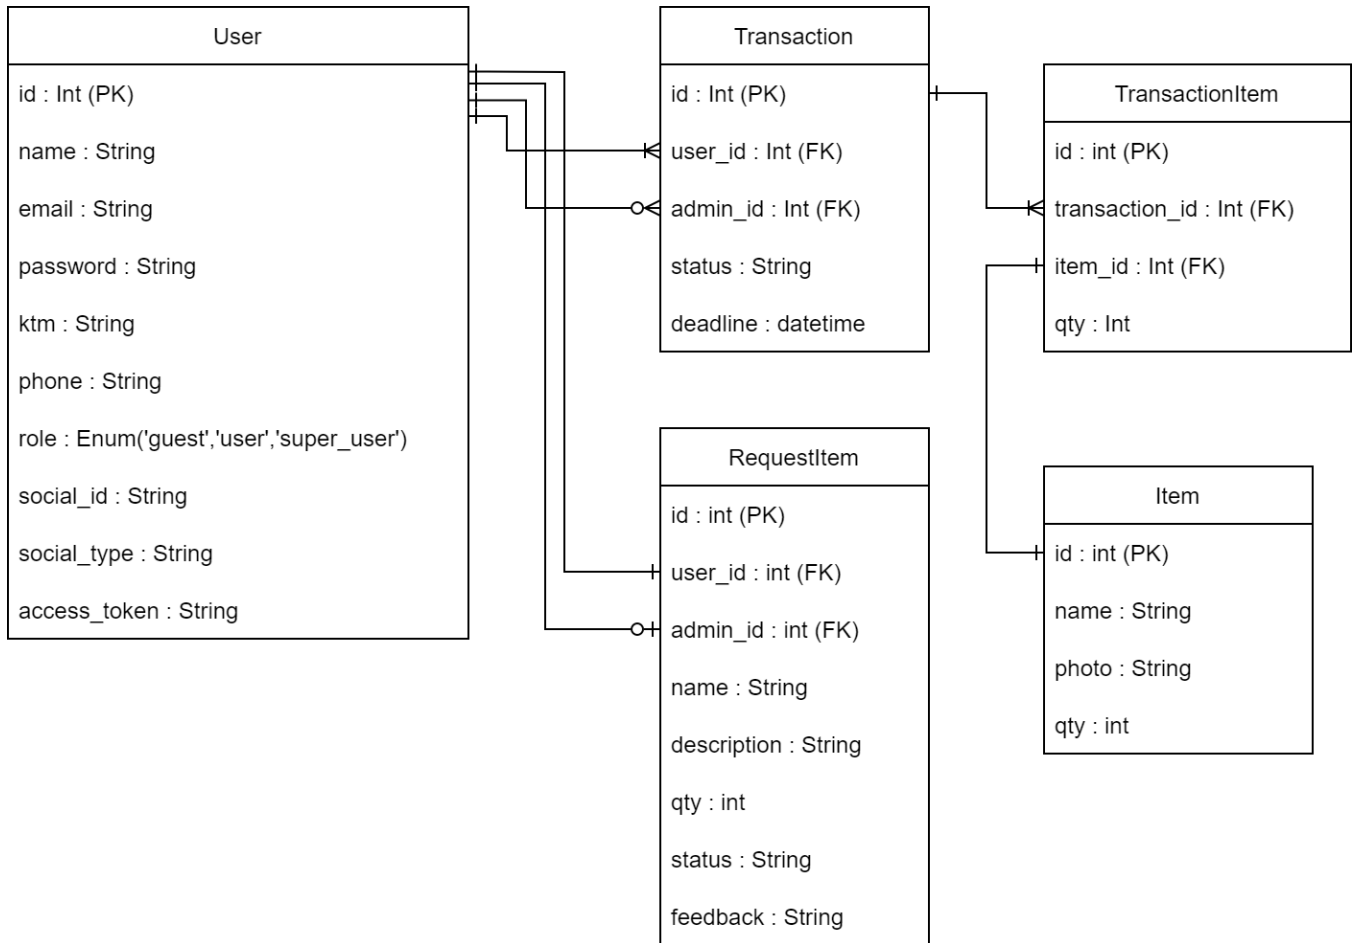 User
id : Int (PK)
name : String
email : String
password : String
ktm : String
phone : String
role : Enum('guest','user','super_user')
social_id : String
social_type : String
access_token : String
Transaction
id : Int (PK)
user_id : Int (FK)
admin_id : Int (FK)
status : String
deadline : datetime
TransactionItem
id : int (PK)
transaction_id : Int (FK)
item_id : Int (FK)
qty : Int
RequestItem
id : int (PK)
user_id : int (FK)
admin_id : int (FK)
name : String
description : String
qty : int
status : String
feedback : String
Item
id : int (PK)
name : String
photo : String
qty : int